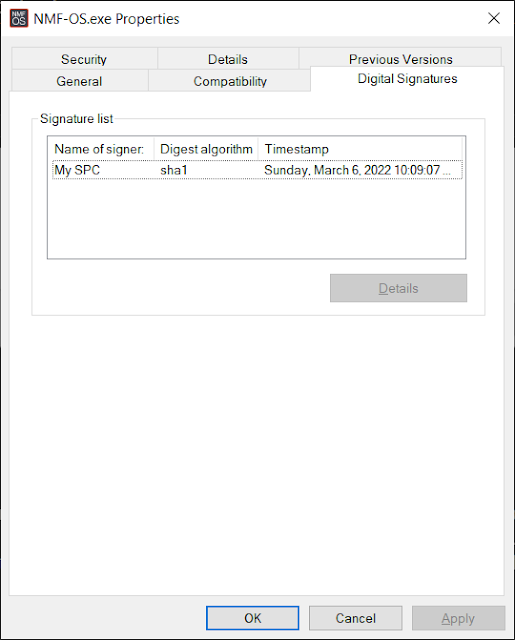 NMF
OS
NMF-OS.exe Properties
Security Details Previous Versions
General Compatibility Digital Signatures
Signature list
Name of signer: Digest algorithm Timestamp
My SPC sha1 Sunday, March 6, 2022 10:09:07 ...
Details
OK Cancel Apply